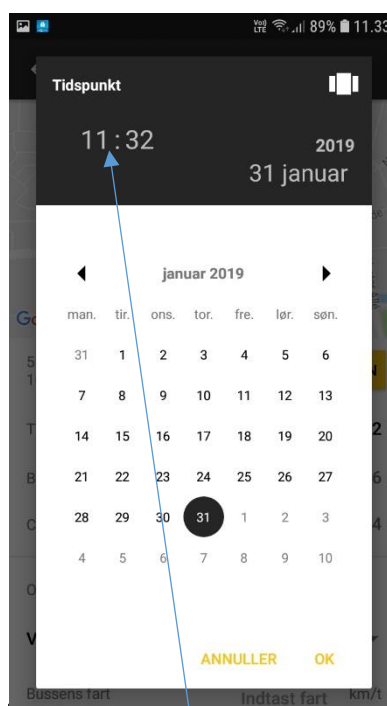 Vo))
LTE 89% 11.33
Tidspunkt
11:32
2019
31 januar
januar 2019
man. tir. ons. tor. fre. lør. søn.
31 1 2 3 4 5 6
7 8 9 10 11 12 13
14 15 16 17 18 19 20
21 22 23 24 25 26 27
28 29 30 31 1 2 3
4 5 6 7 8 9 10
ANNULLER OK
Bussens fart Indtast fart km/t